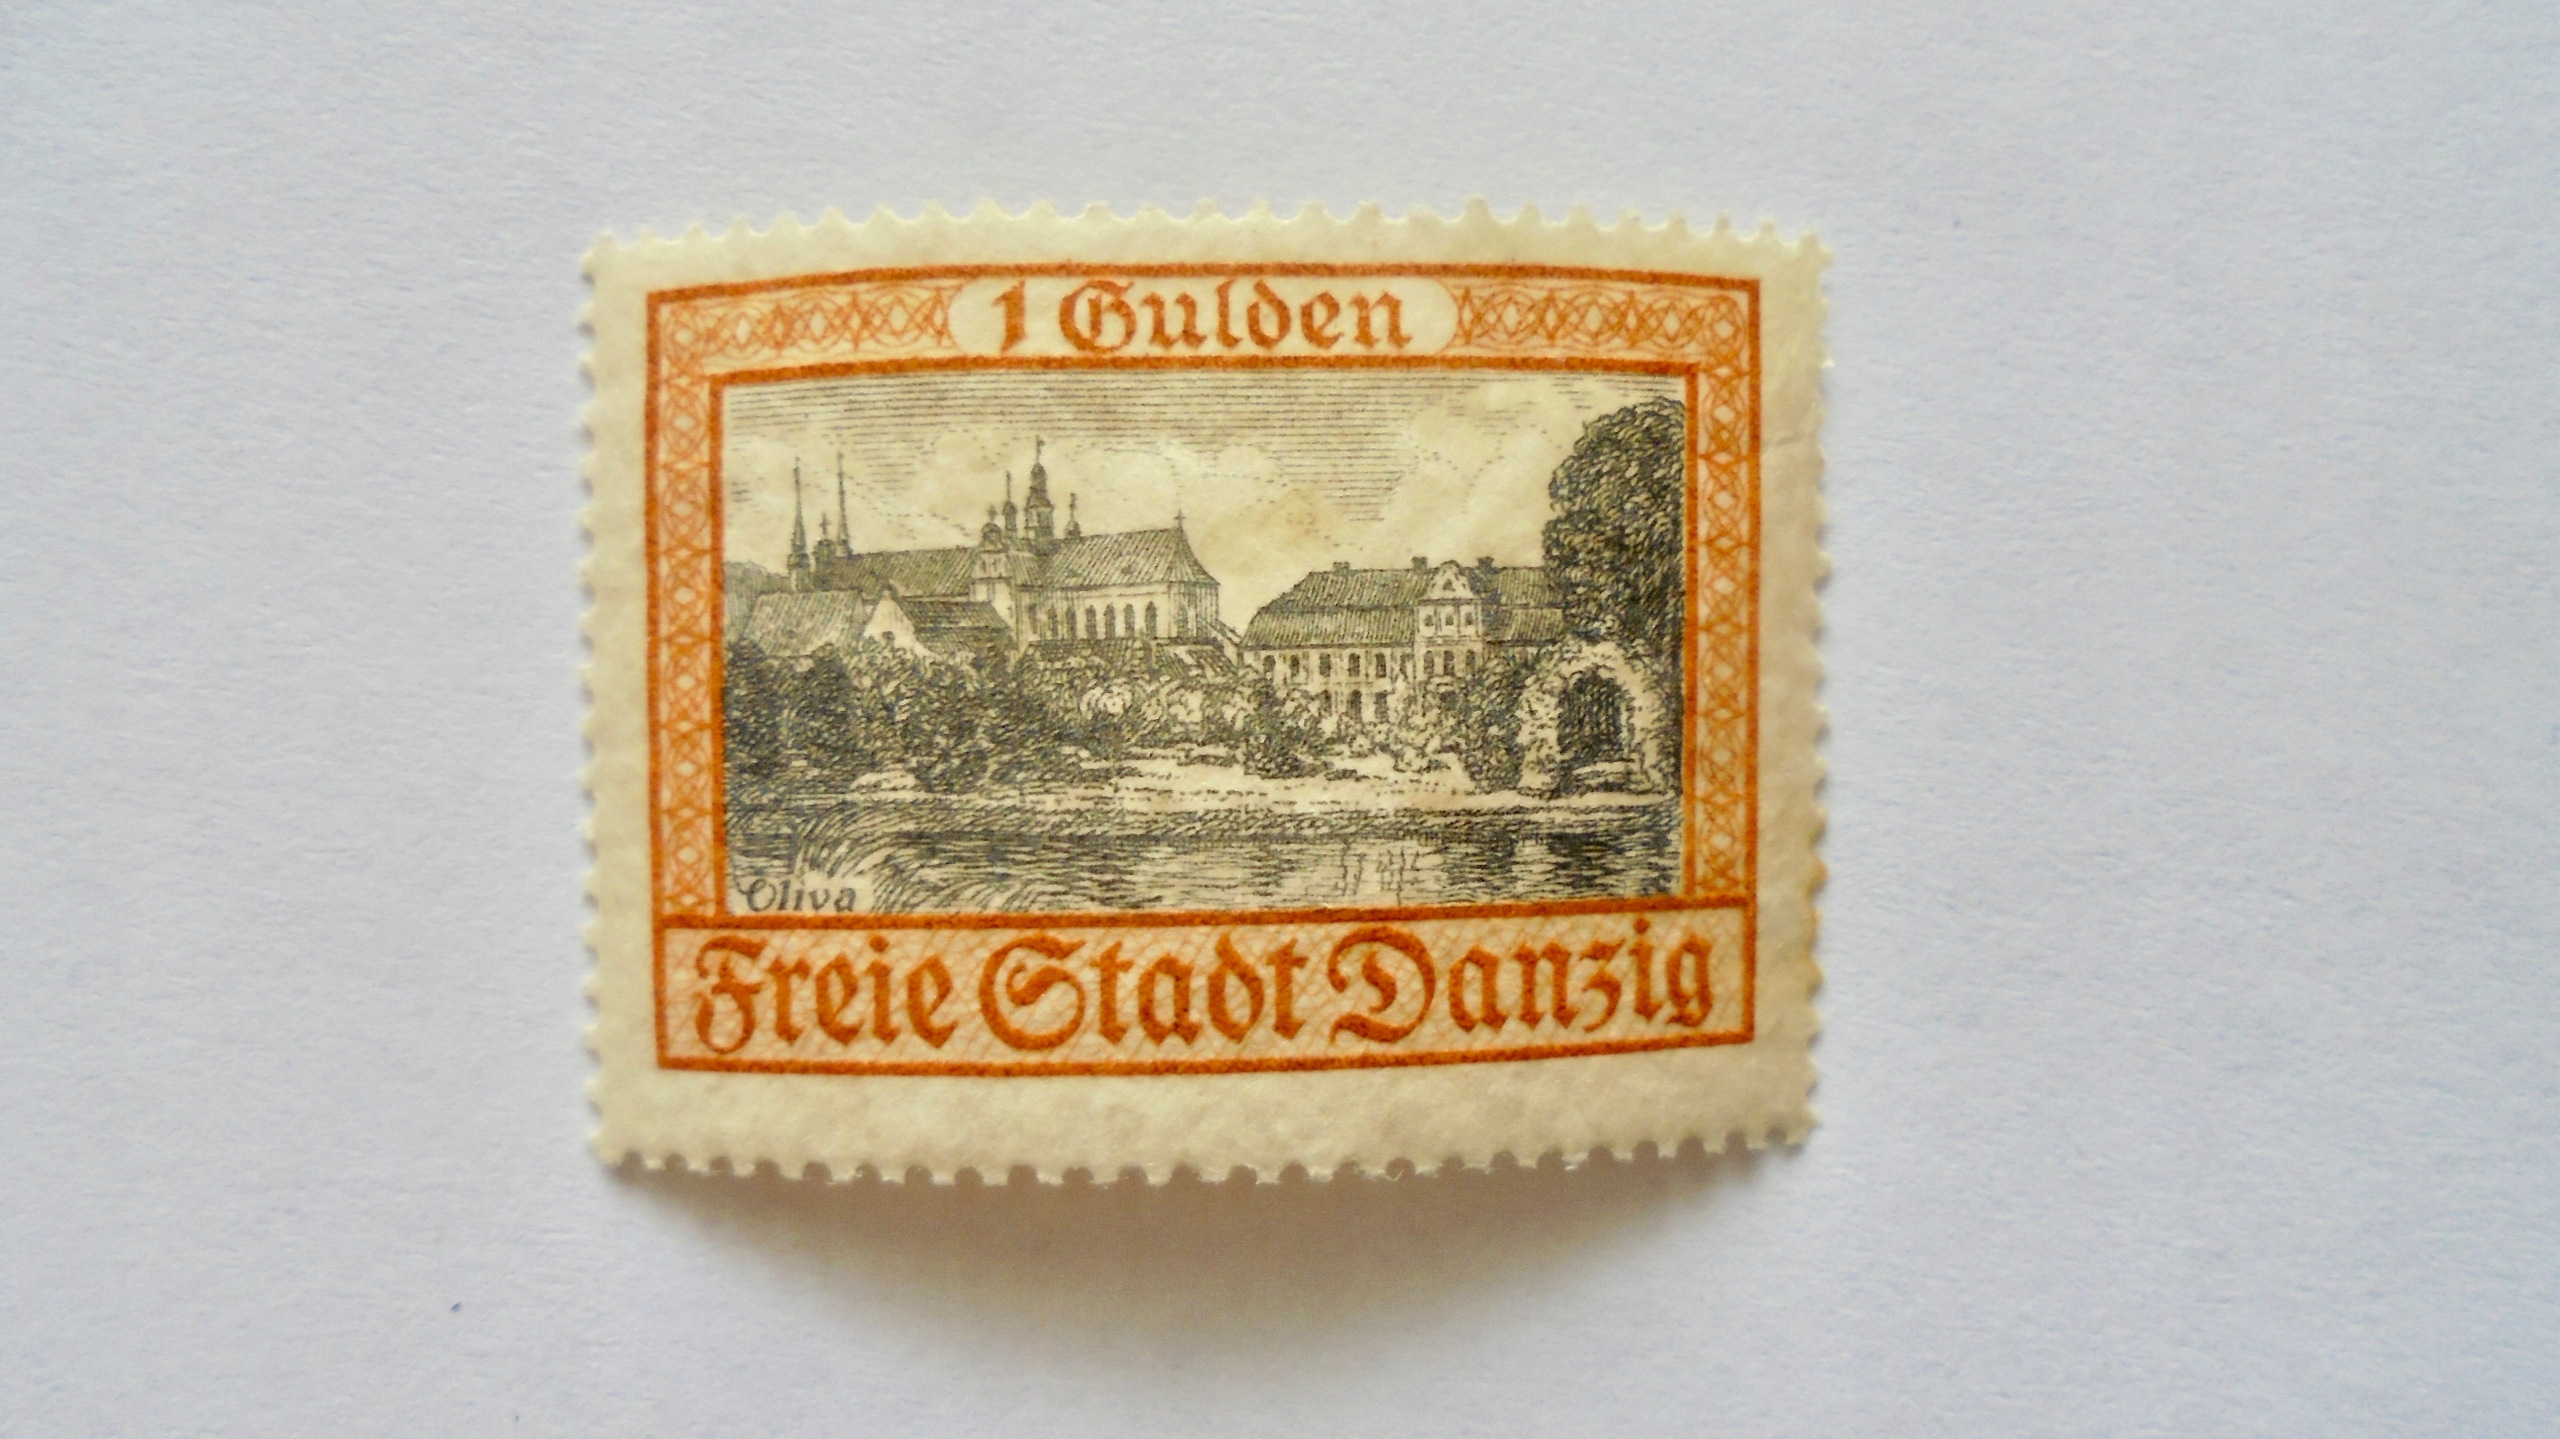 1 Gulden
Oliva
Freie Stadt Danzig